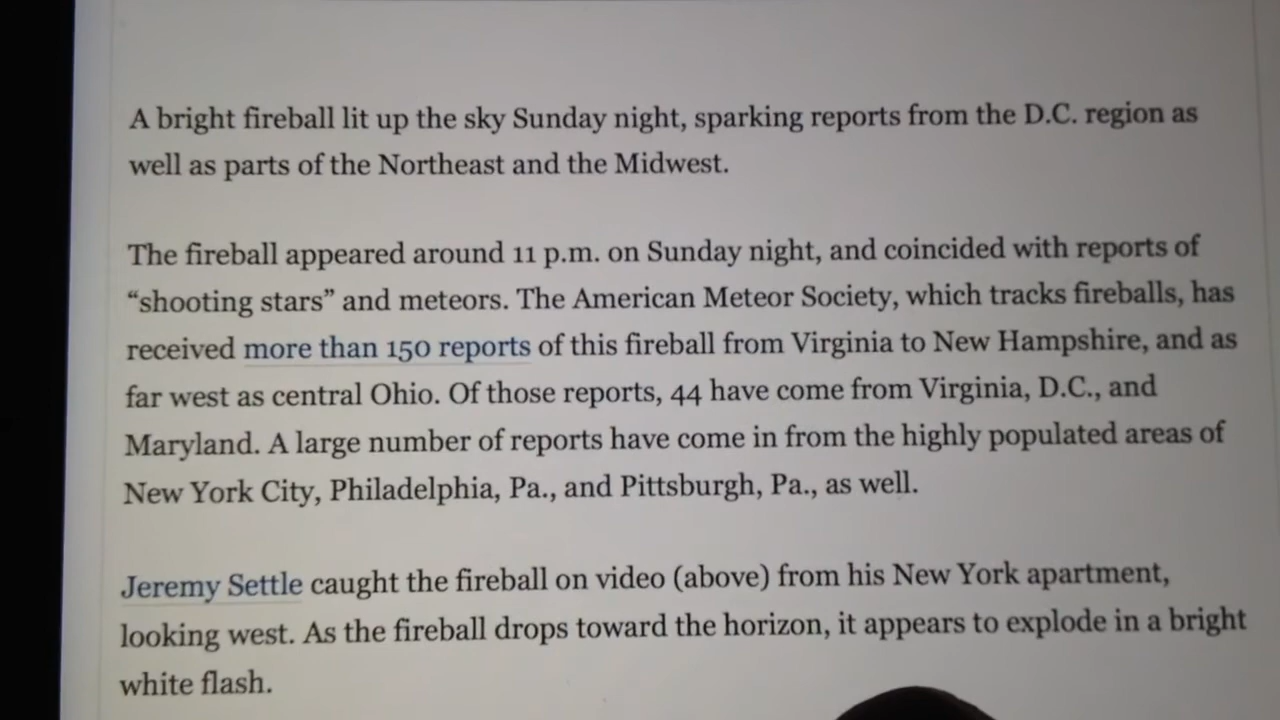 A bright fireball lit up the sky Sunday night, sparking reports from the D.C. region as
well as parts of the Northeast and the Midwest.
The fireball appeared around 11 p.m. on Sunday night, and coincided with reports of
“shooting stars” and meteors. The American Meteor Society, which tracks fireballs, has
received more than 150 reports of this fireball from Virginia to New Hampshire, and as
far west as central Ohio. Of those reports, 44 have come from Virginia, D.C., and
Maryland. A large number of reports have come in from the highly populated areas of
New York City, Philadelphia, Pa., and Pittsburgh, Pa., as well.
Jeremy Settle caught the fireball on video (above) from his New York apartment,
looking west. As the fireball drops toward the horizon, it appears to explode in a bright
white flash.